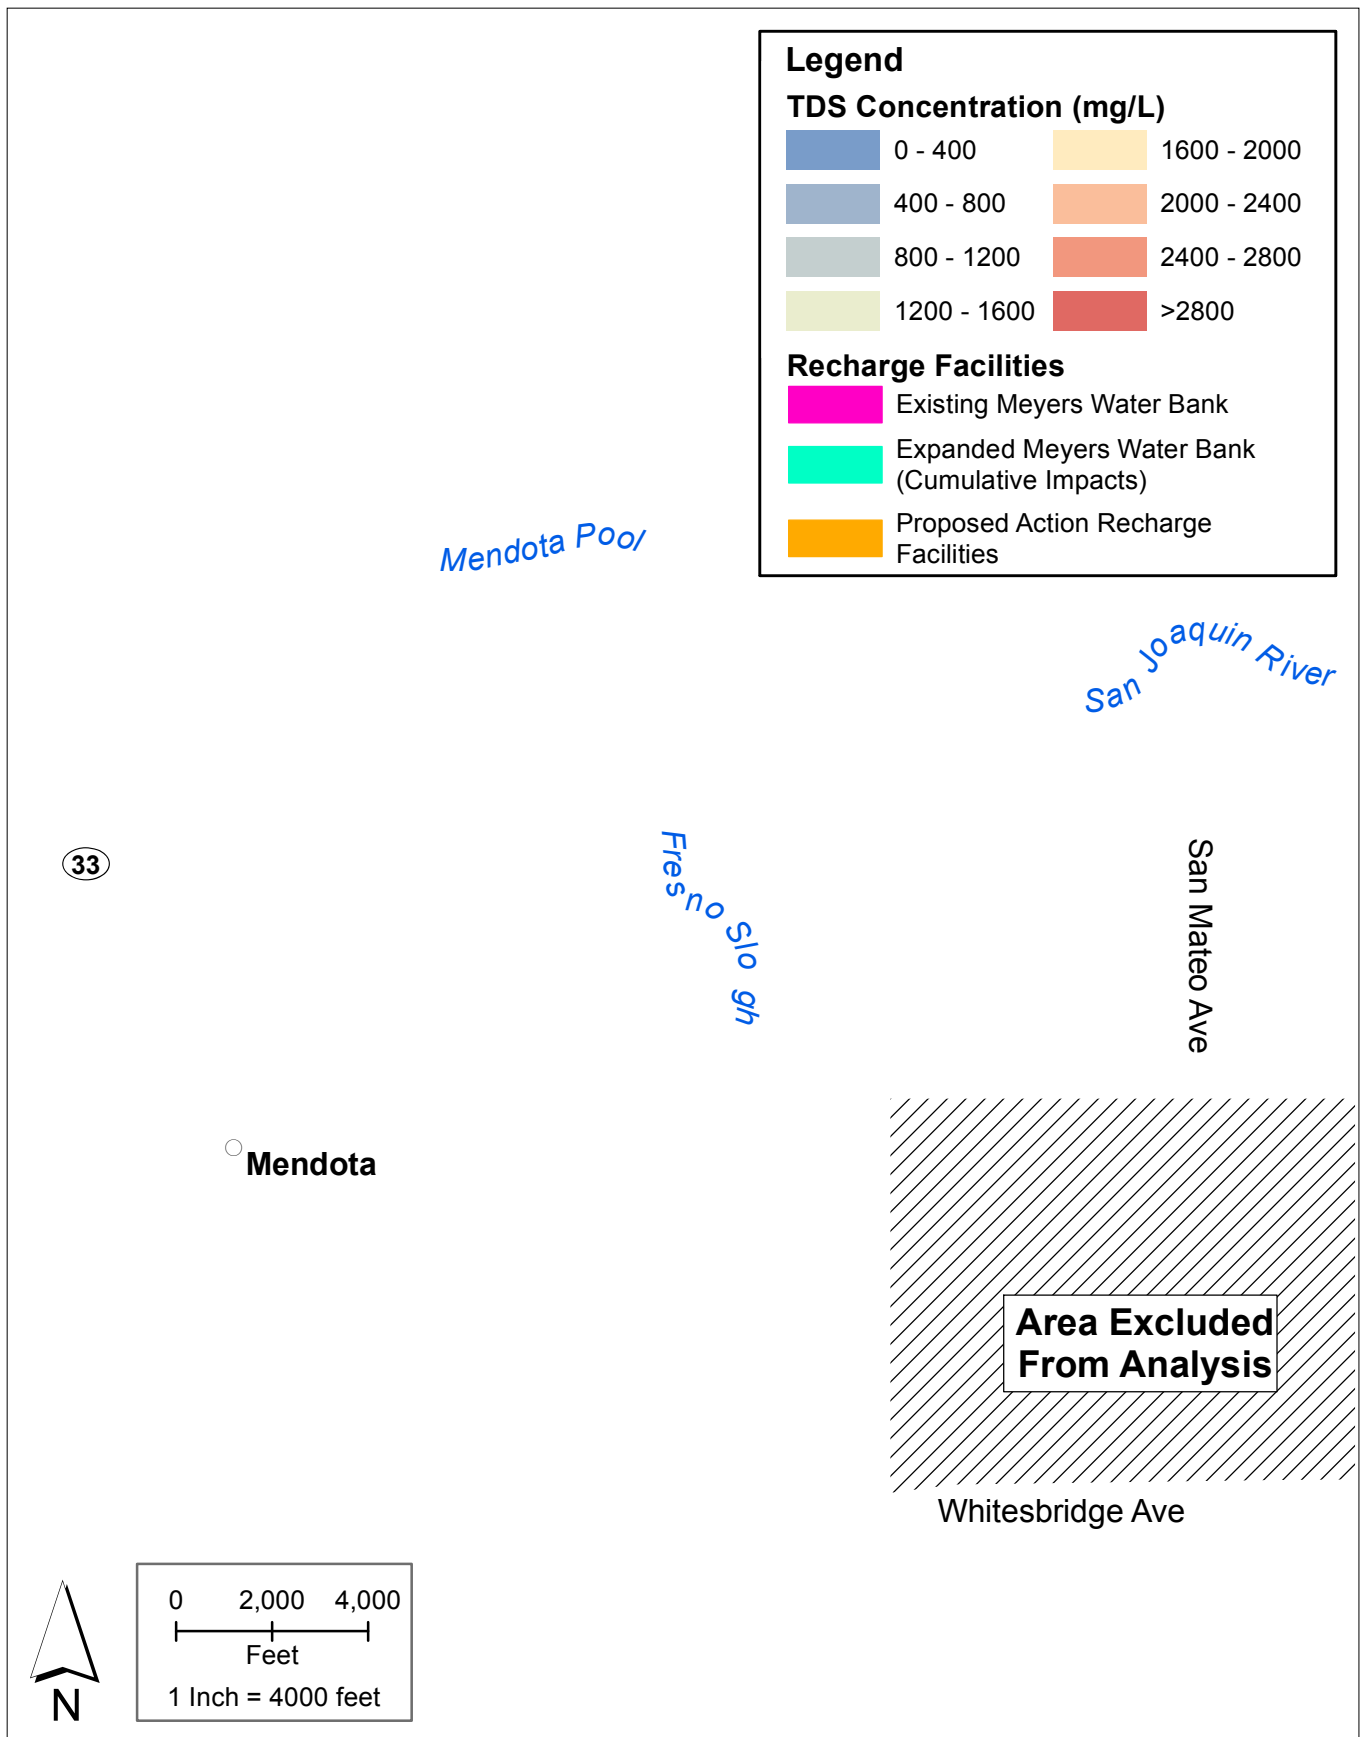 Legend
TDS Concentration (mg/L)
0 - 400
400 - 800
800 - 1200
1200 - 1600
1600 - 2000
2000 - 2400
2400 - 2800
>2800
Recharge Facilities
Existing Meyers Water Bank
Expanded Meyers Water Bank
(Cumulative Impacts)
Proposed Action Recharge
Facilities
Mendota Pool
San Joaquin River
33
Fresno Slo gh
San Mateo Ave
Mendota
Area Excluded
From Analysis
Whitesbridge Ave
0 2,000 4,000
Feet
1 Inch = 4000 feet
N